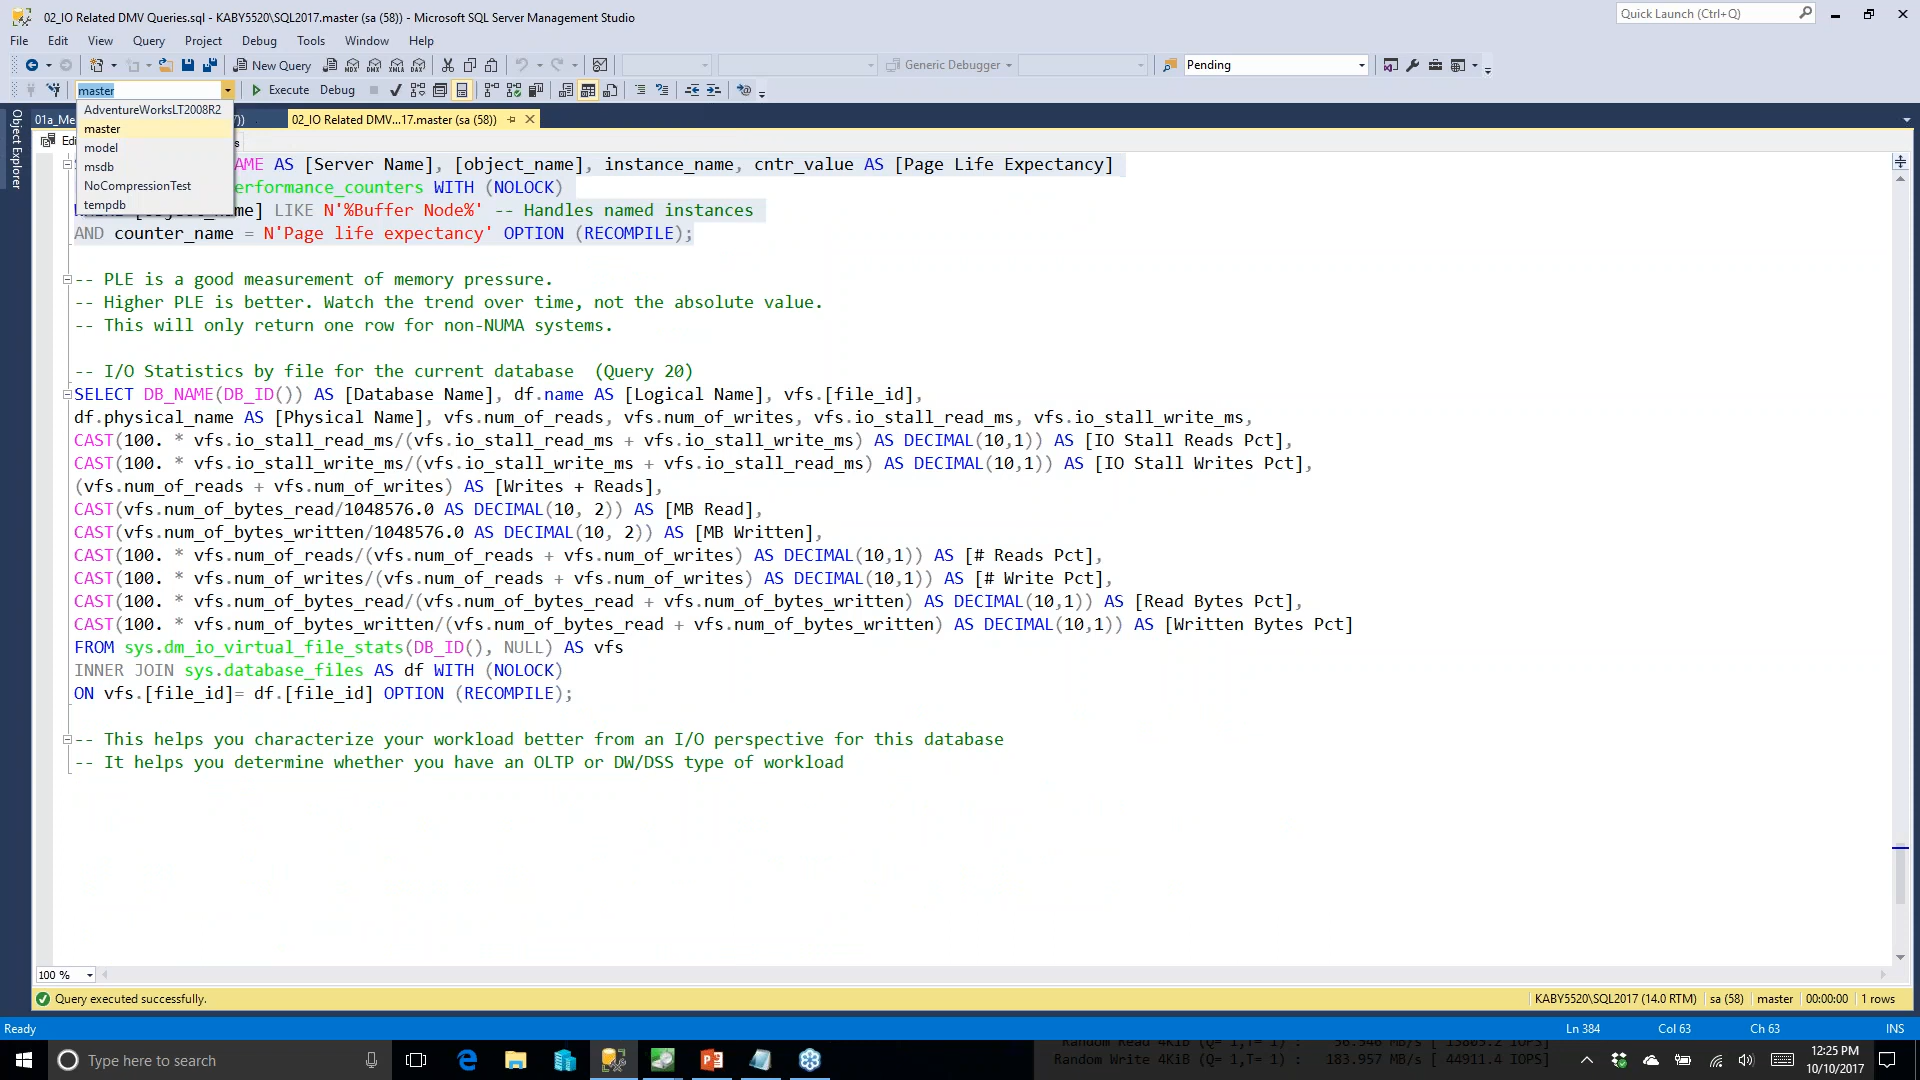 02_IO Related DMV Queries.sql - KABY5520\SQL2017.master (sa (58)) - Microsoft SQL Server Management Studio
Quick Launch (Ctrl+Q)
File Edit View Query Project Debug Tools Window Help
New Query
Generic Debugger
Pending
master
Execute Debug
AdventureWorksLT2008R2
master
model
msdb
NoCompressionTest
tempdb
Object Explorer
02_IO Related DMV...17.master (sa (58))
AME AS [Server Name], [object_name], instance_name, cntr_value AS [Page Life Expectancy]
erformance_counters WITH (NOLOCK)
LIKE N'%Buffer Node%' -- Handles named instances
AND counter_name = N'Page life expectancy' OPTION (RECOMPILE);
-- PLE is a good measurement of memory pressure.
-- Higher PLE is better. Watch the trend over time, not the absolute value.
-- This will only return one row for non-NUMA systems.
-- I/O Statistics by file for the current database  (Query 20)
SELECT DB_NAME(DB_ID()) AS [Database Name], df.name AS [Logical Name], vfs.[file_id],
df.physical_name AS [Physical Name], vfs.num_of_reads, vfs.num_of_writes, vfs.io_stall_read_ms, vfs.io_stall_write_ms,
CAST(100. * vfs.io_stall_read_ms/(vfs.io_stall_read_ms + vfs.io_stall_write_ms) AS DECIMAL(10,1)) AS [IO Stall Reads Pct],
CAST(100. * vfs.io_stall_write_ms/(vfs.io_stall_write_ms + vfs.io_stall_read_ms) AS DECIMAL(10,1)) AS [IO Stall Writes Pct],
(vfs.num_of_reads + vfs.num_of_writes) AS [Writes + Reads],
CAST(vfs.num_of_bytes_read/1048576.0 AS DECIMAL(10, 2)) AS [MB Read],
CAST(vfs.num_of_bytes_written/1048576.0 AS DECIMAL(10, 2)) AS [MB Written],
CAST(100. * vfs.num_of_reads/(vfs.num_of_reads + vfs.num_of_writes) AS DECIMAL(10,1)) AS [# Reads Pct],
CAST(100. * vfs.num_of_writes/(vfs.num_of_reads + vfs.num_of_writes) AS DECIMAL(10,1)) AS [# Write Pct],
CAST(100. * vfs.num_of_bytes_read/(vfs.num_of_bytes_read + vfs.num_of_bytes_written) AS DECIMAL(10,1)) AS [Read Bytes Pct],
CAST(100. * vfs.num_of_bytes_written/(vfs.num_of_bytes_read + vfs.num_of_bytes_written) AS DECIMAL(10,1)) AS [Written Bytes Pct]
FROM sys.dm_io_virtual_file_stats(DB_ID(), NULL) AS vfs
INNER JOIN sys.database_files AS df WITH (NOLOCK)
ON vfs.[file_id]= df.[file_id] OPTION (RECOMPILE);
-- This helps you characterize your workload better from an I/O perspective for this database
-- It helps you determine whether you have an OLTP or DW/DSS type of workload
100 %
Query executed successfully.
KABY5520\SQL2017 (14.0 RTM) sa (58) master 00:00:00 1 rows
Ready
Ln 384 Col 63 Ch 63 INS
Type here to search
Random Write 4KiB (Q= 1,T= 1) : 183.957 MB/s [ 44911.4 IOPS]
12:25 PM
10/10/2017